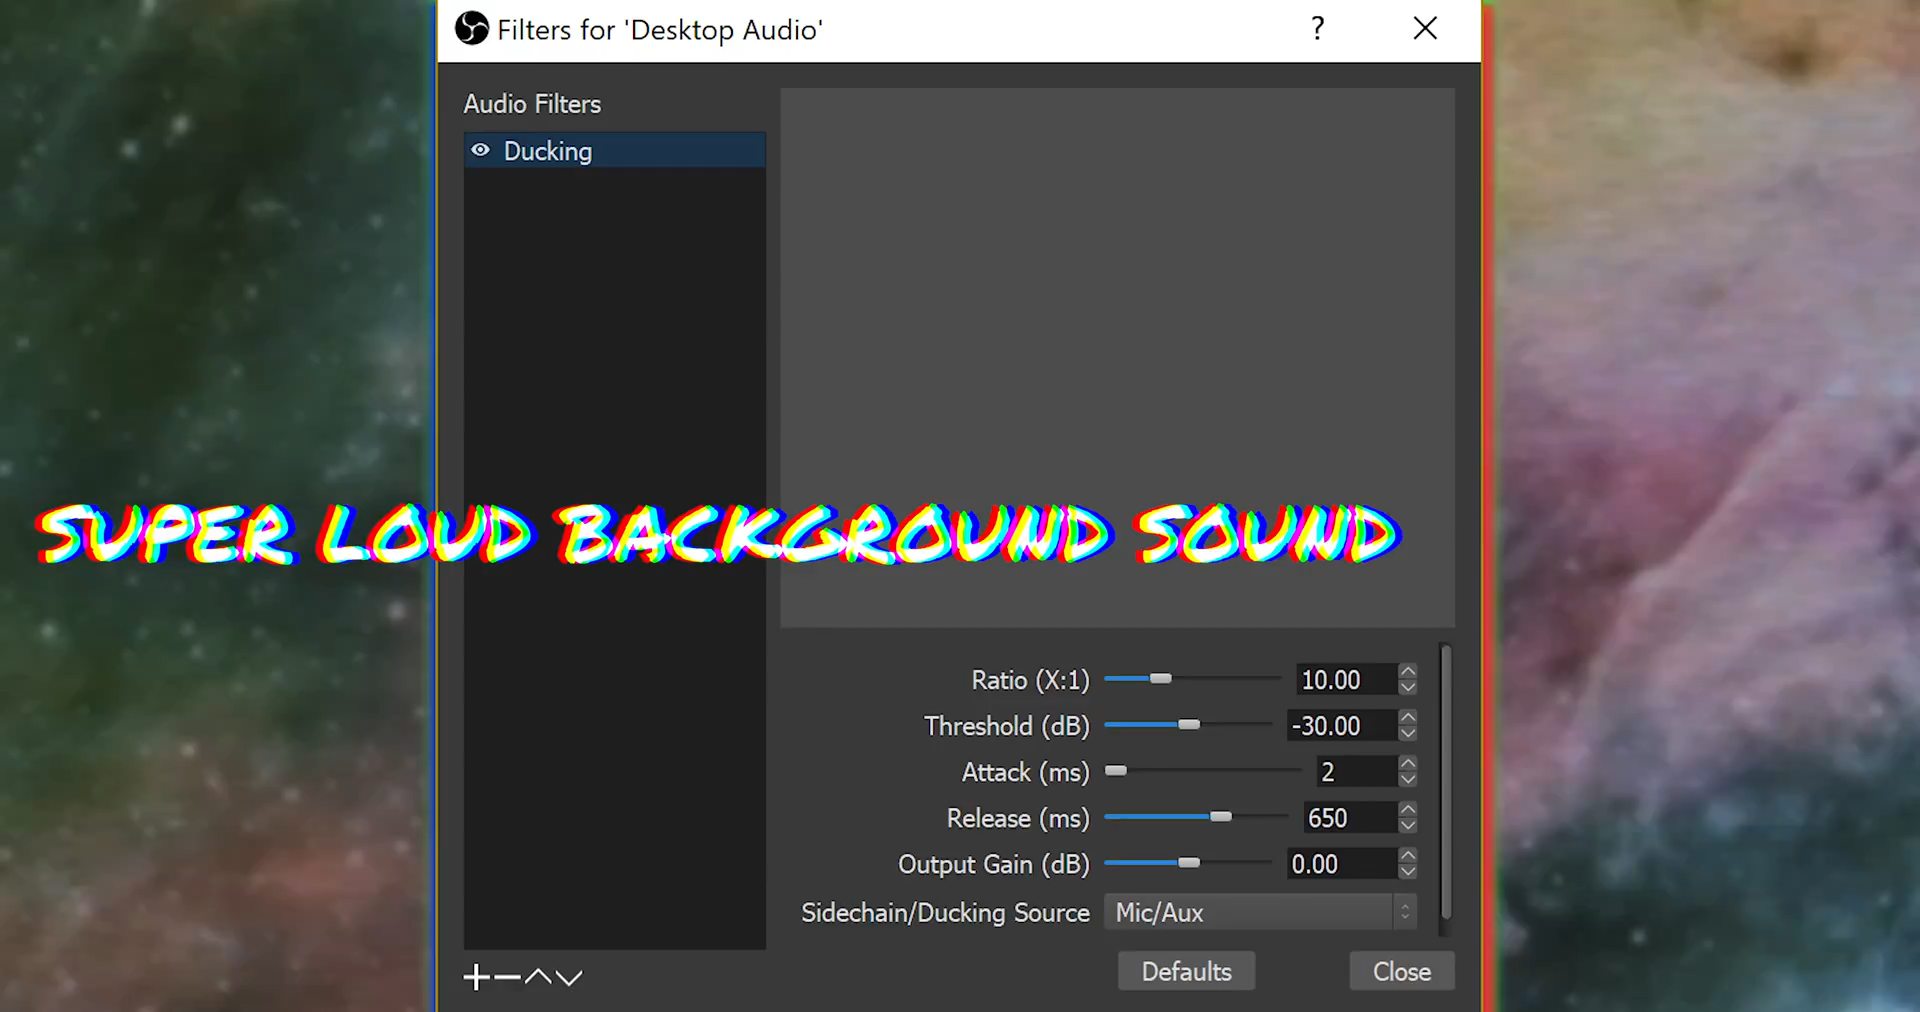 Filters for 'Desktop Audio'
?
Audio Filters
Ducking
SUPER LOUD BACKGROUND SOUND
Ratio (X:1) 10.00
Threshold (dB) -30.00
Attack (ms) 2
Release (ms) 650
Output Gain (dB) 0.00
Sidechain/Ducking Source Mic/Aux
Defaults Close